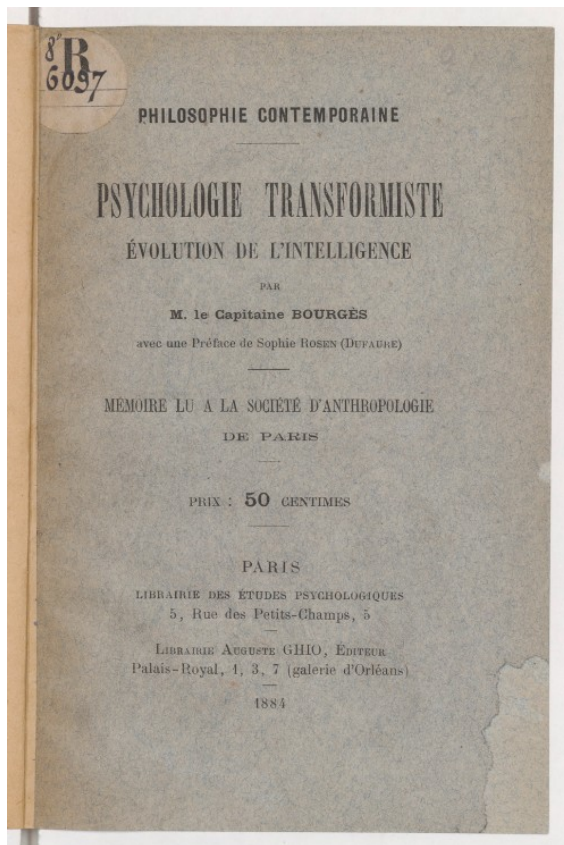 8° R
6097
PHILOSOPHIE CONTEMPORAINE
PSYCHOLOGIE TRANSFORMISTE
ÉVOLUTION DE L'INTELLIGENCE
PAR
M. le Capitaine BOURGÈS
avec une Préface de Sophie ROSEN (DUFAURE)
MÉMOIRE LU A LA SOCIÉTÉ D'ANTHROPOLOGIE
DE PARIS
PRIX : 50 CENTIMES
PARIS
LIBRAIRIE DES ÉTUDES PSYCHOLOGIQUES
5, Rue des Petits-Champs, 5
LIBRAIRIE AUGUSTE GHIO, EDITEUR
Palais-Royal, 1, 3, 7 (galerie d'Orléans)
1884